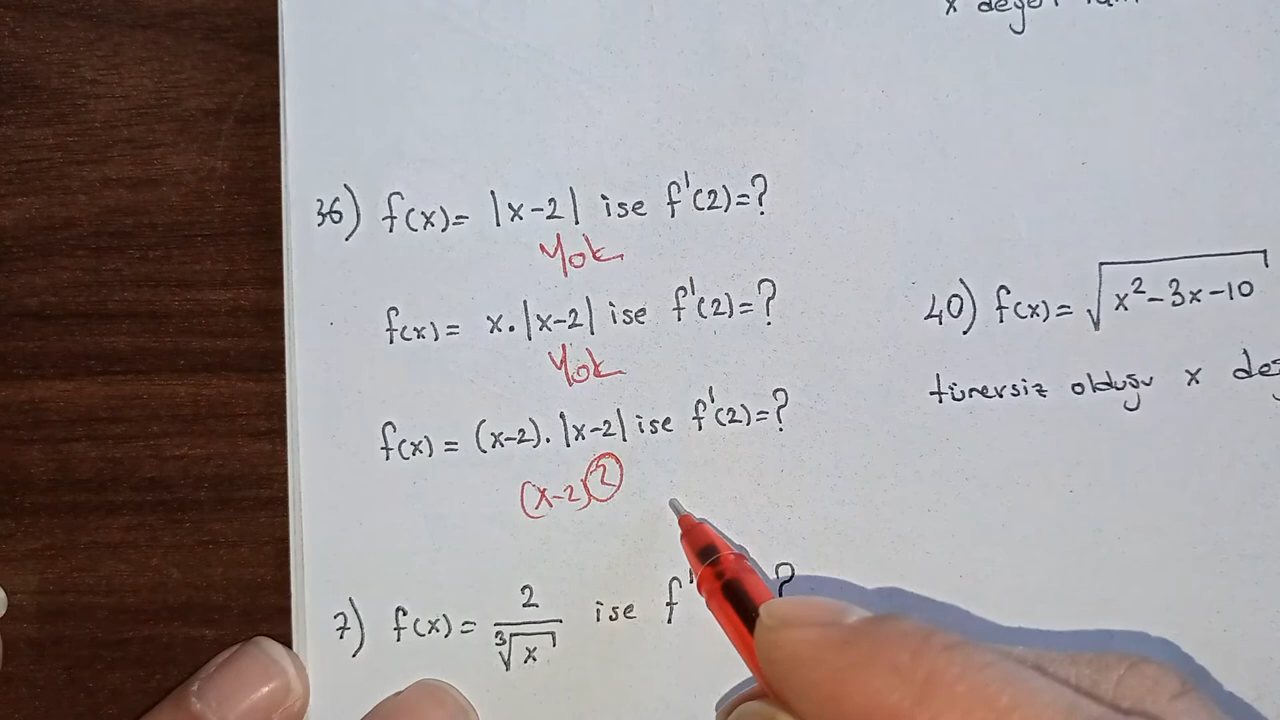 36) f(x)= |x-2| ise f'(2)=?
Yok
f(x)= x.|x-2| ise f'(2)=?
Yok
f(x) = (x-2). |x-2| ise f'(2)=?
(x-2)②
7) f(x)= 2/∛x ise f' ?
x değer
40) f(x)= √(x²-3x-10)
türevsiz olduğu x